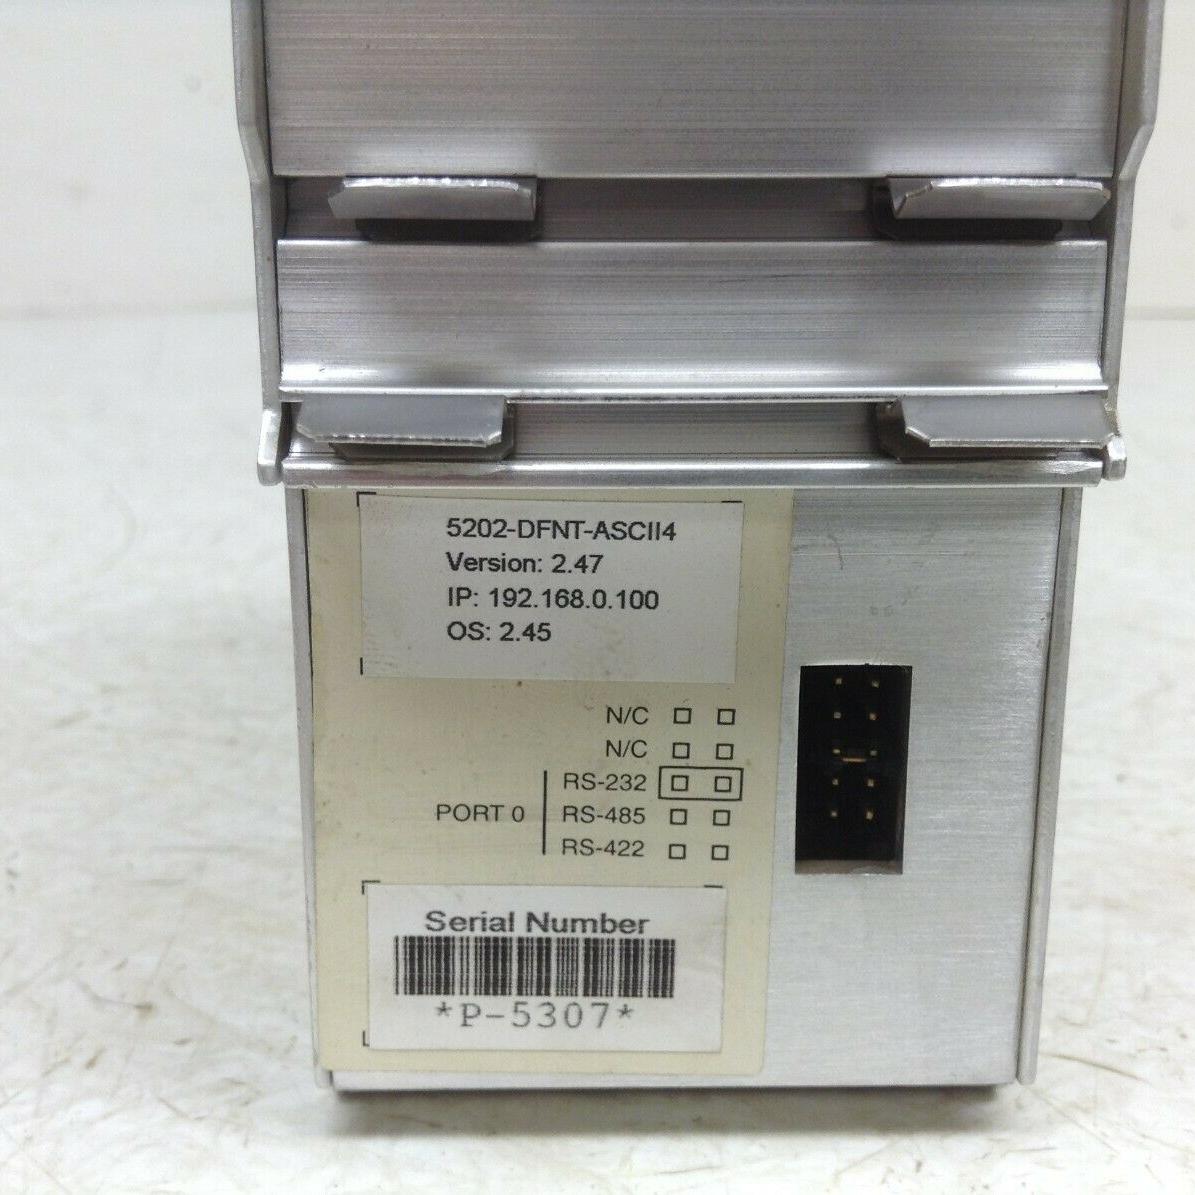 5202-DFNT-ASCII4
Version: 2.47
IP: 192.168.0.100
OS: 2.45
N/C
N/C
RS-232
PORT 0 RS-485
RS-422
Serial Number
*P-5307*